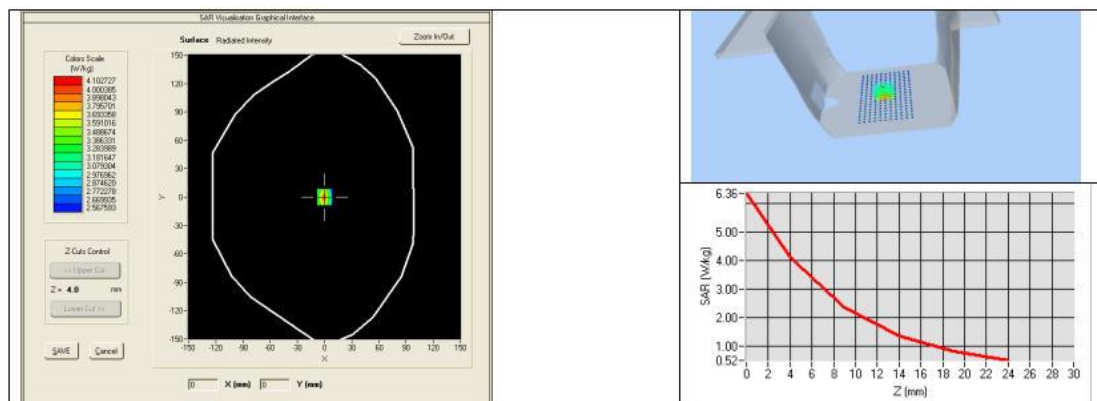 SAR Visualisation Graphical Interface
Surface Radiated Intensity
Zoom In/Out
Colors Scale
(W/kg)
4.102727
4.000385
3.898043
3.795701
3.693358
3.591016
3.488674
3.386331
3.283989
3.181647
3.079304
2.976962
2.874620
2.772278
2.669935
2.567593
150
120
90
60
30
0
-30
-60
-90
-120
-150
Y
-150 -120 -90 -60 -30 0 30 60 90 120 150
X
Z-Cuts Control
<< Upper Cut
Z = 4.0 mm
Lower Cut >>
SAVE Cancel
0 X (mm) 0 Y (mm)
6.36
5.00
4.00
3.00
2.00
1.00
0.52
SAR (W/kg)
0 2 4 6 8 10 12 14 16 18 20 22 24 26 28 30
Z (mm)